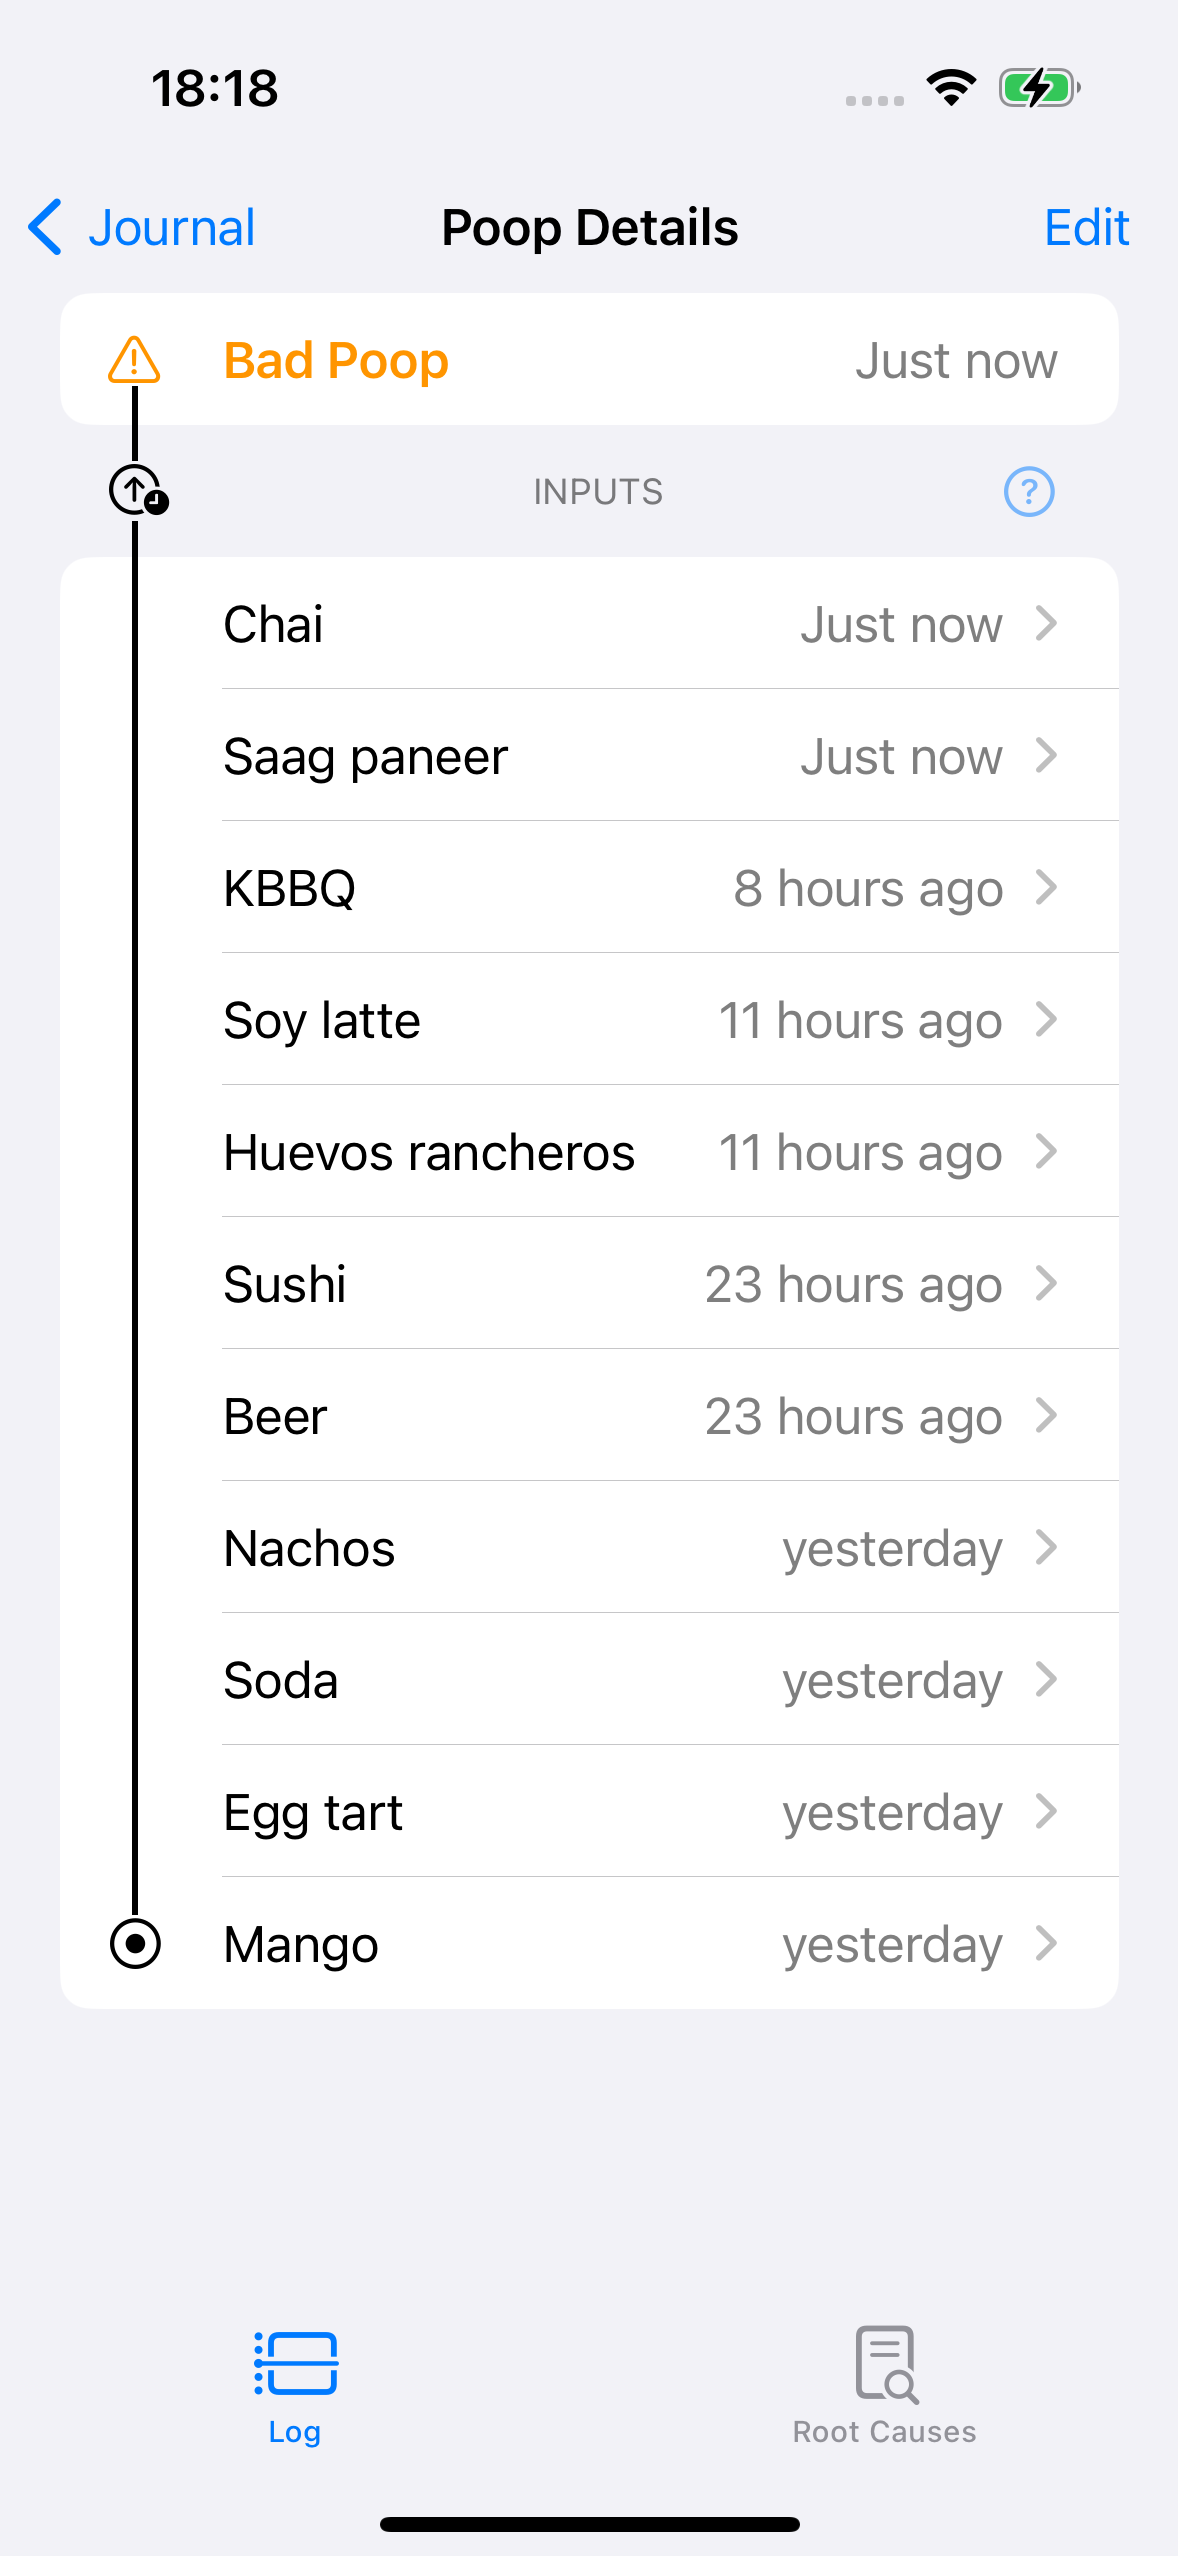 18:18
Journal Poop Details Edit
Bad Poop Just now
INPUTS ?
Chai Just now
Saag paneer Just now
KBBQ 8 hours ago
Soy latte 11 hours ago
Huevos rancheros 11 hours ago
Sushi 23 hours ago
Beer 23 hours ago
Nachos yesterday
Soda yesterday
Egg tart yesterday
Mango yesterday
Log Root Causes